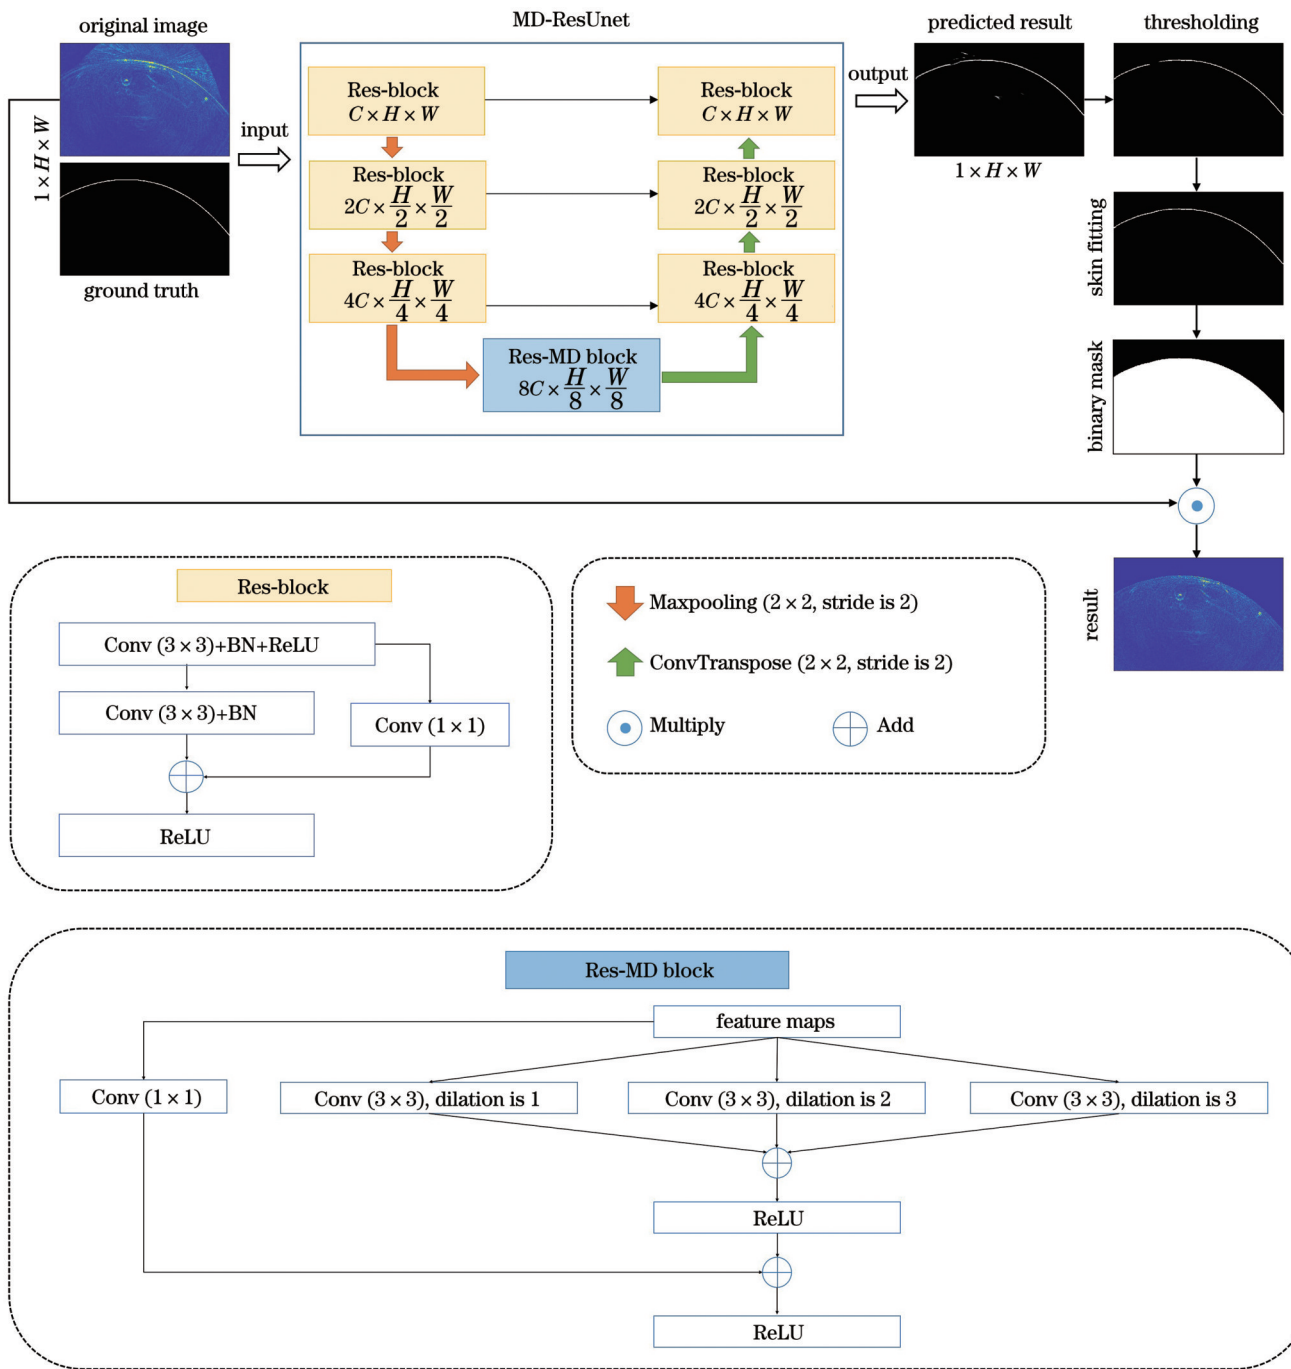 MD-ResUnet
original image
predicted result
thresholding
1 × H × W
input
output
Res-block
C × H × W
Res-block
C × H × W
Res-block
2C × H/2 × W/2
Res-block
2C × H/2 × W/2
Res-block
4C × H/4 × W/4
Res-block
4C × H/4 × W/4
Res-MD block
8C × H/8 × W/8
ground truth
1 × H × W
skin fitting
binary mask
result
Res-block
Conv (3 × 3)+BN+ReLU
Conv (3 × 3)+BN
Conv (1 × 1)
ReLU
Maxpooling (2 × 2, stride is 2)
ConvTranspose (2 × 2, stride is 2)
Multiply
Add
Res-MD block
feature maps
Conv (1 × 1)
Conv (3 × 3), dilation is 1
Conv (3 × 3), dilation is 2
Conv (3 × 3), dilation is 3
ReLU
ReLU